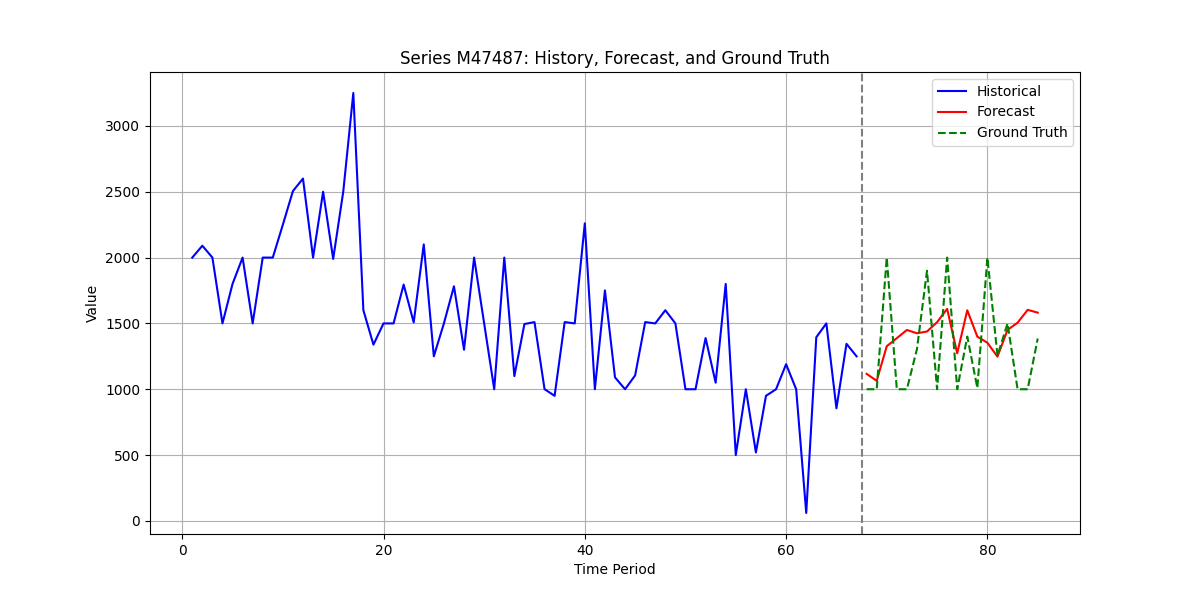 Series M47487: History, Forecast, and Ground Truth
Historical
Forecast
Ground Truth
Value
3000
2500
2000
1500
1000
500
0
0 20 40 60 80
Time Period